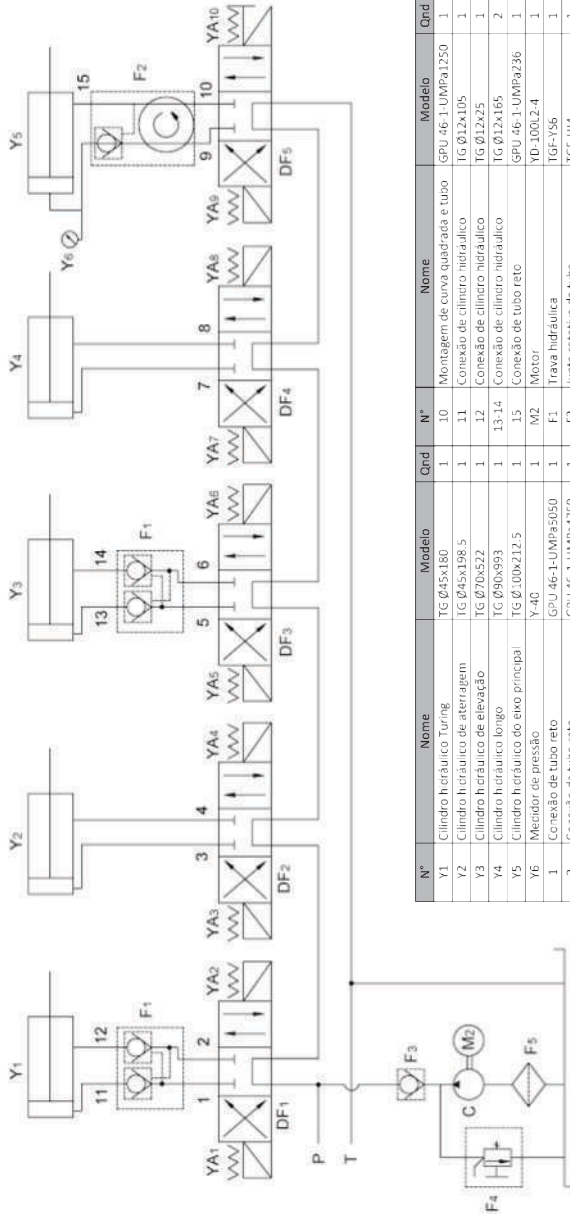 Y1 Y2 Y3 Y4 Y5
Y6
11 12 F1
13 14 F1
15 F2
YA1 1 2 YA2
YA3 3 4 YA4
YA5 5 6 YA6
YA7 7 8 YA8
YA9 9 10 YA10
DF1 DF2 DF3 DF4 DF5
P
T
F3
C M2
F4
F5
N° Nome Modelo Qnd N° Nome Modelo Qnd
Y1 Cilindro hidráulico Turing TG Ø45x180 1 10 Montagem de curva quadrada e tubo GPU 46-1-UMPa1250 1
Y2 Cilindro hidráulico de aterragem TG Ø45x198.5 1 11 Conexão de cilindro hidráulico TG Ø12x105 1
Y3 Cilindro hidráulico de elevação TG Ø70x522 1 12 Conexão de cilindro hidráulico TG Ø12x25 1
Y4 Cilindro hidráulico longo TG Ø90x993 1 13-14 Conexão de cilindro hidráulico TG Ø12x165 2
Y5 Cilindro hidráulico do eixo principal TG Ø100x212.5 1 15 Conexão de tubo reto GPU 46-1-UMPa236 1
Y6 Medidor de pressão Y-40 1 M2 Motor YD-100L2-4 1
1 Conexão de tubo reto GPU 46-1-UMPa5050 1 F1 Trava hidráulica TGF-YS6 1